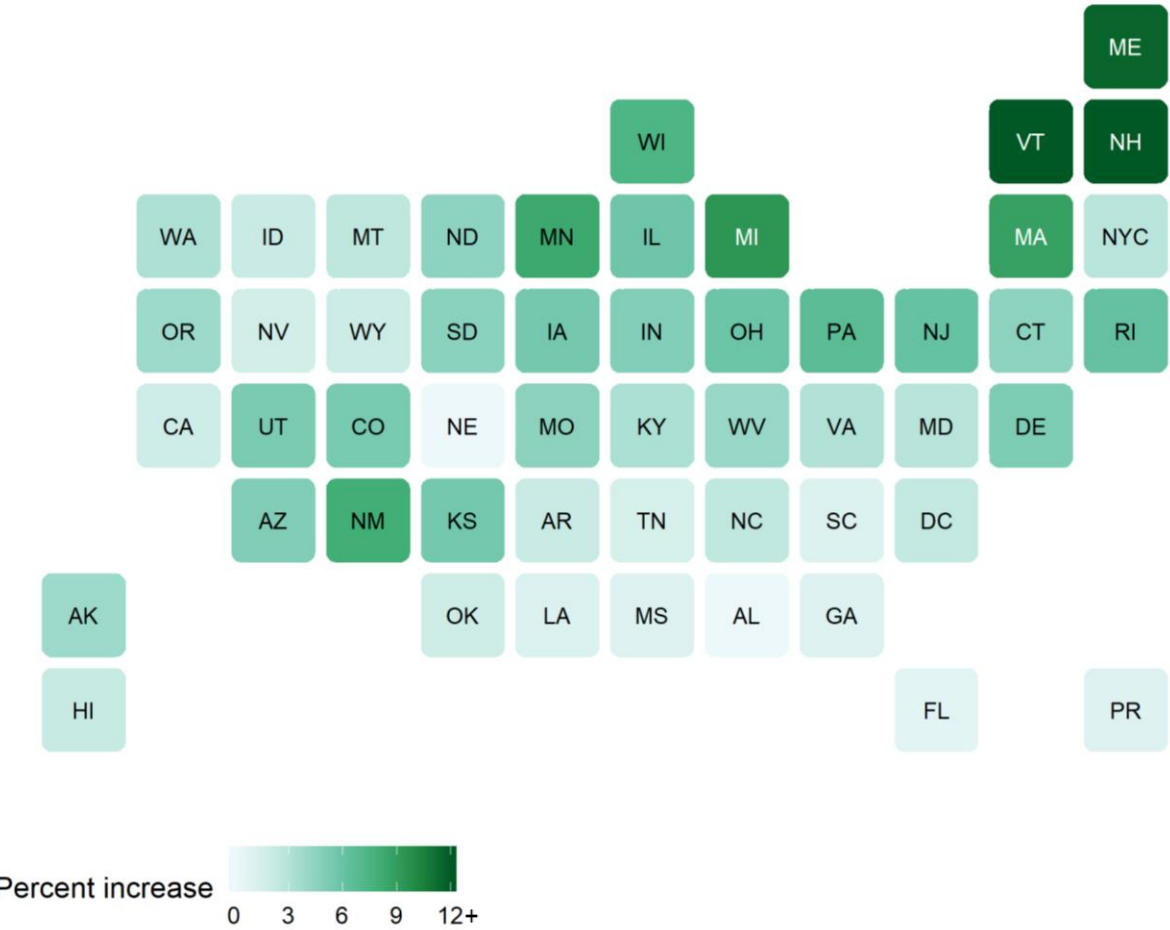 ME
WI VT NH
WA ID MT ND MN IL MI MA NYC
OR NV WY SD IA IN OH PA NJ CT RI
CA UT CO NE MO KY WV VA MD DE
AZ NM KS AR TN NC SC DC
AK OK LA MS AL GA
HI FL PR
Percent increase
0 3 6 9 12+